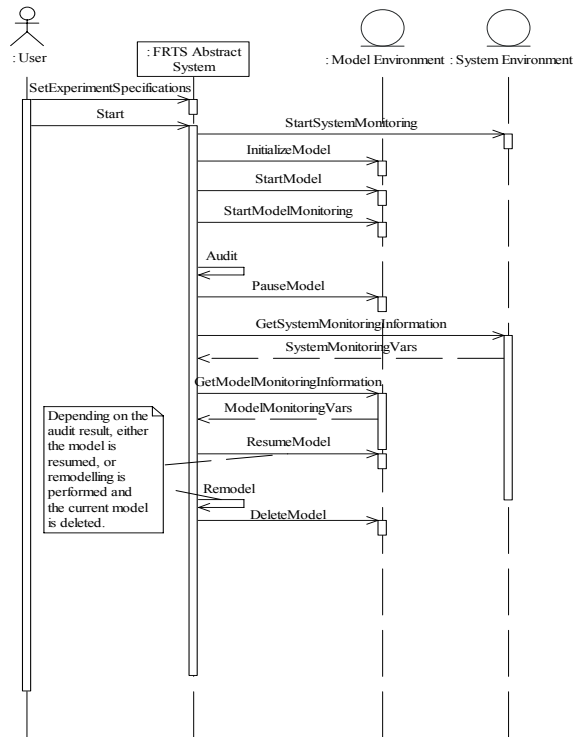 : User
: FRTS Abstract
System
: Model Environment
: System Environment
SetExperimentSpecifications
Start
StartSystemMonitoring
InitializeModel
StartModel
StartModelMonitoring
Audit
PauseModel
GetSystemMonitoringInformation
SystemMonitoringVars
GetModelMonitoringInformation
ModelMonitoringVars
Depending on the
audit result, either
the model is
resumed, or
remodelling is
performed and
the current model
is deleted.
ResumeModel
Remodel
DeleteModel